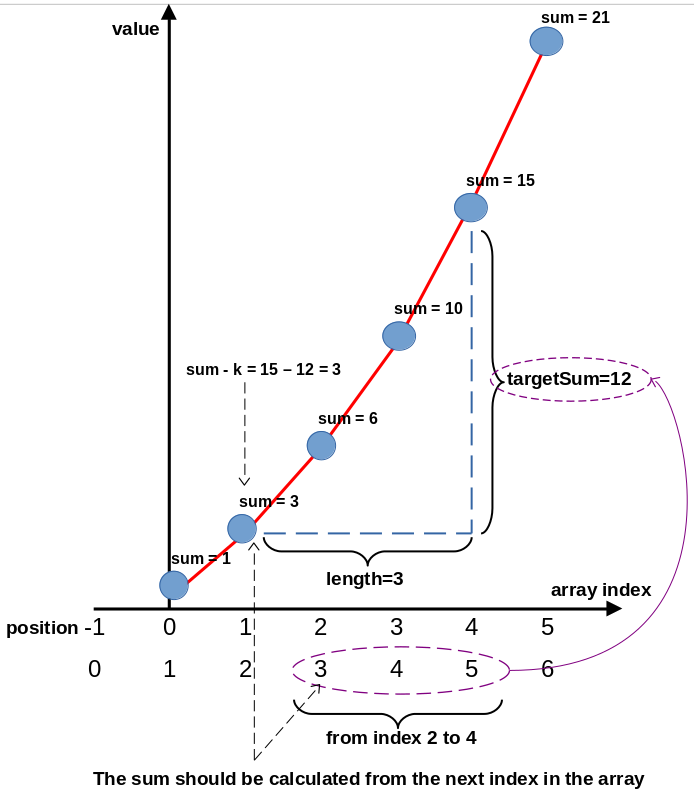 sum = 21
value
sum = 15
sum = 10
sum - k = 15 – 12 = 3
targetSum=12
sum = 6
sum = 3
sum = 1
length=3
array index
position -1 0 1 2 3 4 5
0 1 2 3 4 5 6
from index 2 to 4
The sum should be calculated from the next index in the array